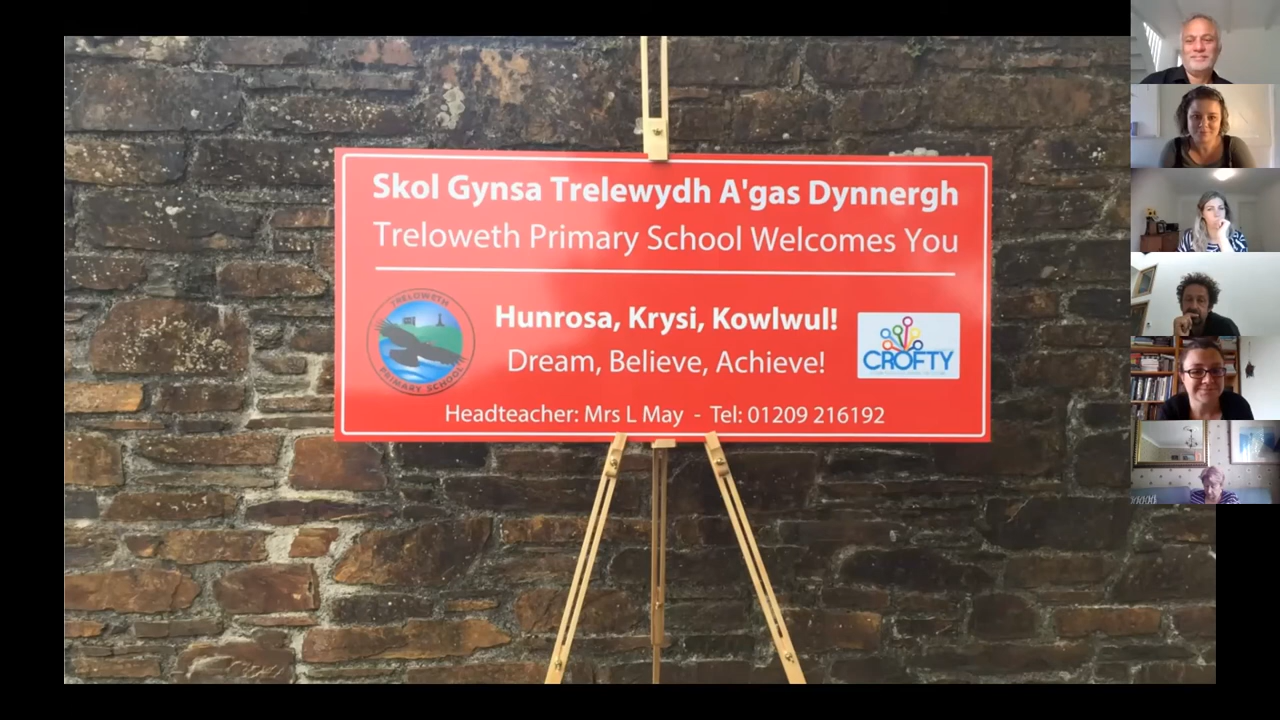 Skol Gynsa Trelewydh A'gas Dynnergh
Treloweth Primary School Welcomes You
TRELOWETH
PRIMARY SCHOOL
Hunrosa, Krysi, Kowlwul!
Dream, Believe, Achieve!
CROFTY
Headteacher: Mrs L May - Tel: 01209 216192